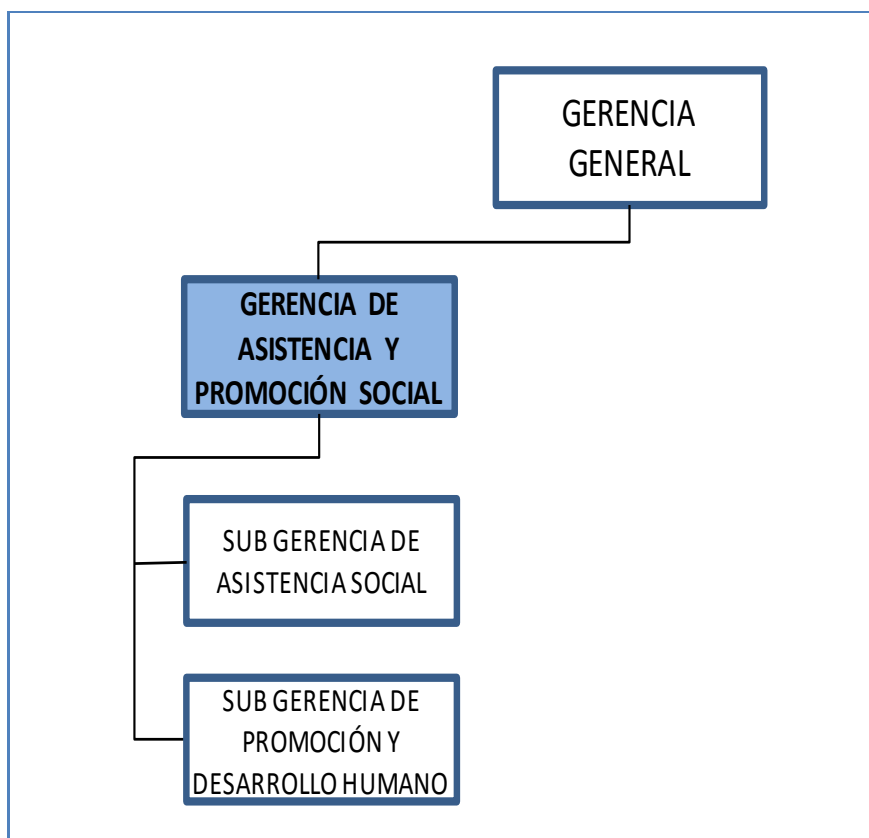 GERENCIA
GENERAL
GERENCIA DE
ASISTENCIA Y
PROMOCIÓN SOCIAL
SUB GERENCIA DE
ASISTENCIA SOCIAL
SUB GERENCIA DE
PROMOCIÓN Y
DESARROLLO HUMANO